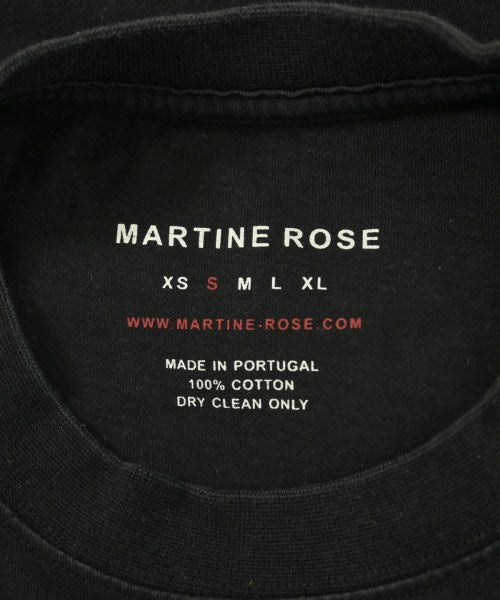 MARTINE ROSE
XS S M L XL
WWW.MARTINE-ROSE.COM
MADE IN PORTUGAL
100% COTTON
DRY CLEAN ONLY